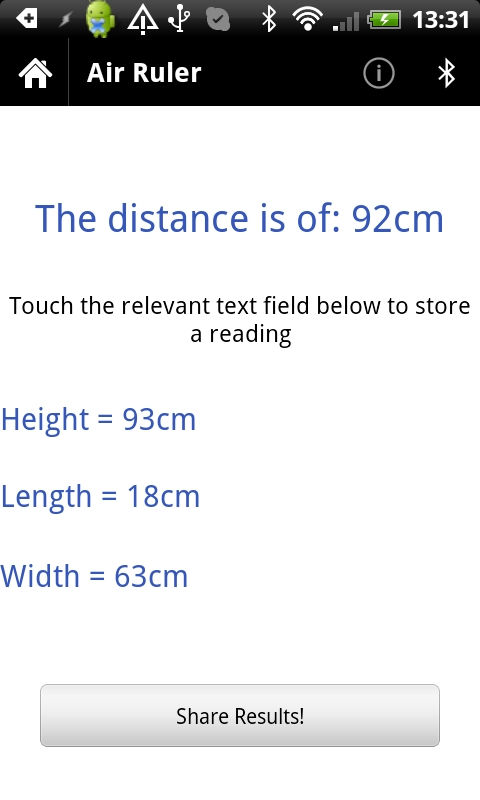 13:31
Air Ruler
The distance is of: 92cm
Touch the relevant text field below to store
a reading
Height = 93cm
Length = 18cm
Width = 63cm
Share Results!